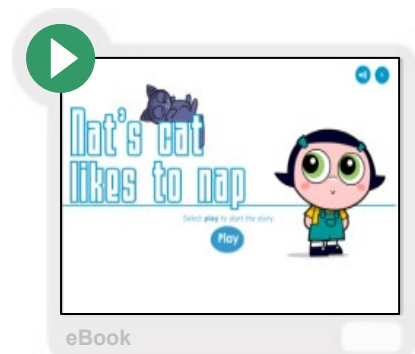 Nat's cat
likes to nap
Select play to start the story.
Play
eBook